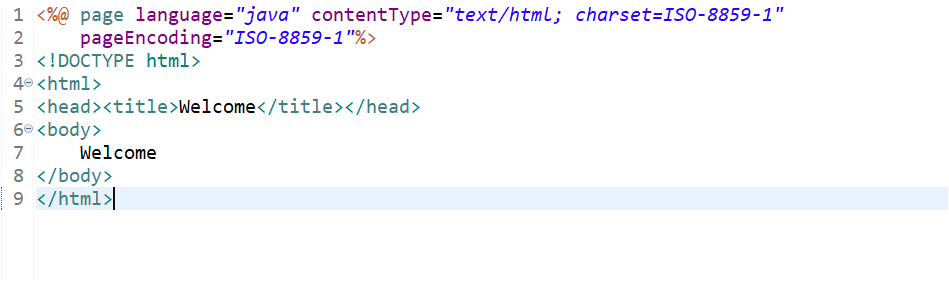 1 <%@ page language="java" contentType="text/html; charset=ISO-8859-1"
2     pageEncoding="ISO-8859-1"%>
3 <!DOCTYPE html>
4 <html>
5 <head><title>Welcome</title></head>
6 <body>
7     Welcome
8 </body>
9 </html>